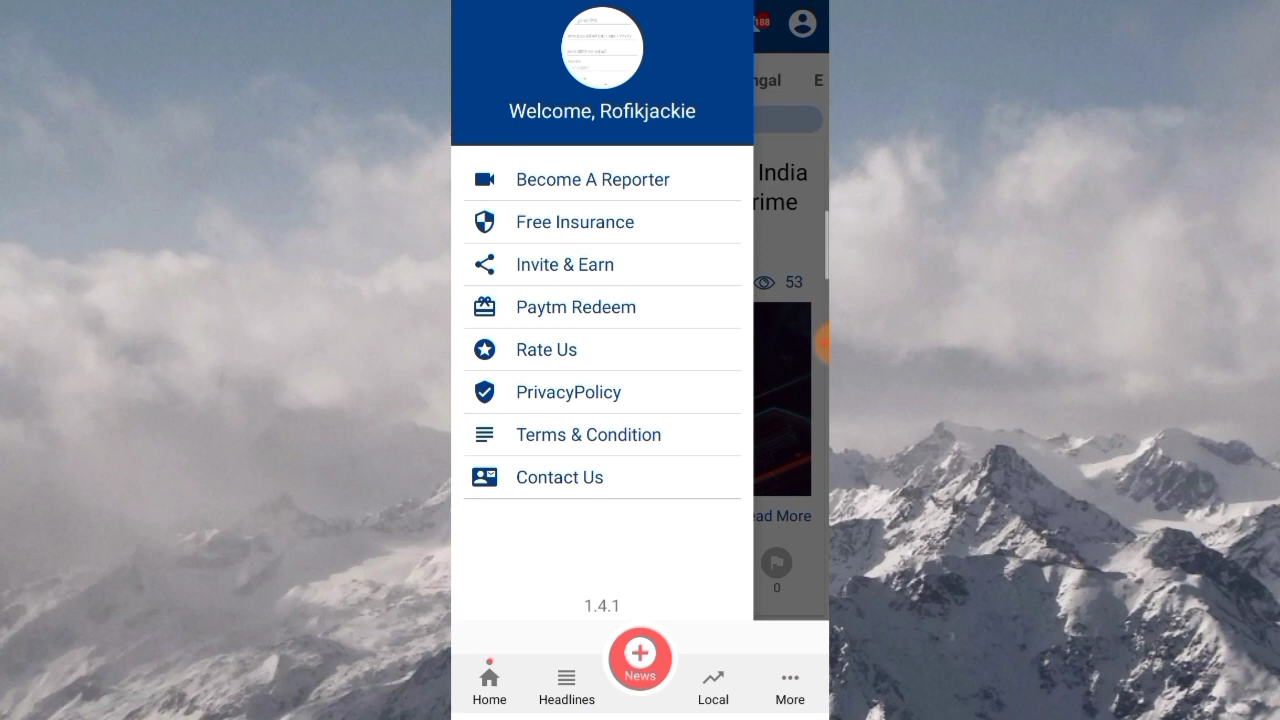 188
Welcome, Rofikjackie
ngal E
Become A Reporter
India
rime
Free Insurance
Invite & Earn
53
Paytm Redeem
Rate Us
PrivacyPolicy
Terms & Condition
Contact Us
ead More
0
1.4.1
News
Home
Headlines
Local
More